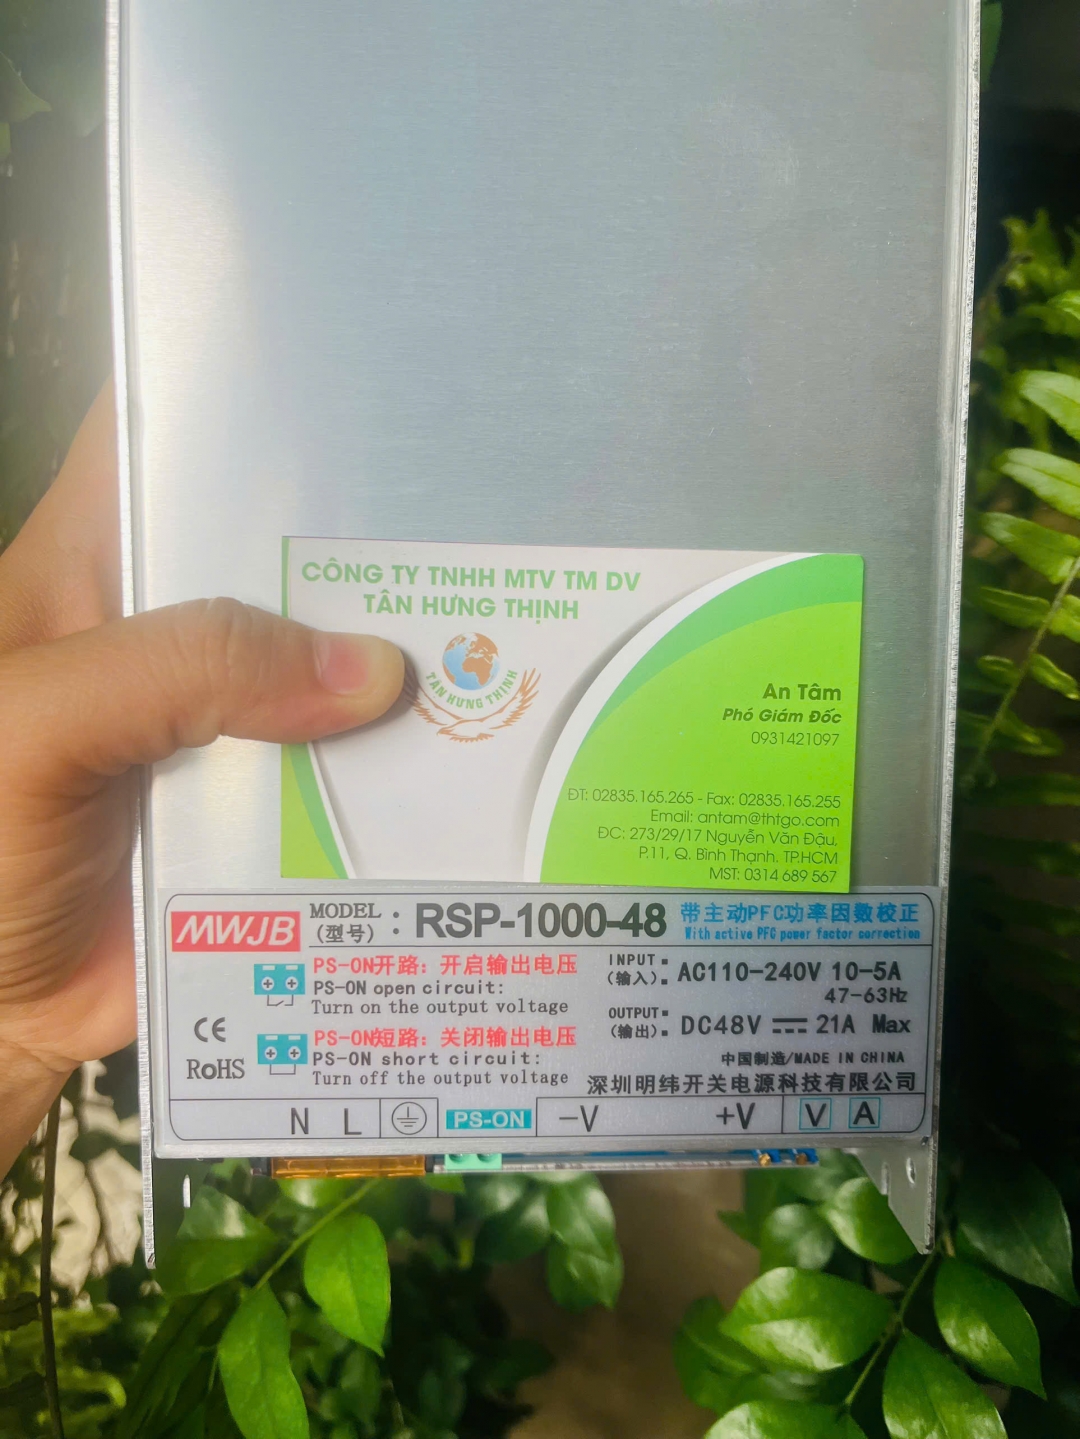 CÔNG TY TNHH MTV TM DV
TÂN HƯNG THỊNH
TÂN HƯNG THỊNH
An Tâm
Phó Giám Đốc
0931421097
ĐT: 02835.165.265 - Fax: 02835.165.255
Email: antam@thtgo.com
ĐC: 273/29/17 Nguyễn Văn Đậu,
P.11, Q. Bình Thạnh. TP.HCM
MST: 0314 689 567
MWJB
MODEL
(型号) : RSP-1000-48
带主动PFC功率因数校正
With active PFC power factor correction
PS-ON开路: 开启输出电压
PS-ON open circuit:
Turn on the output voltage
PS-ON短路: 关闭输出电压
PS-ON short circuit:
Turn off the output voltage
CE
RoHS
INPUT
(输入): AC110-240V 10-5A
47-63Hz
OUTPUT
(输出): DC48V 21A Max
中国制造/MADE IN CHINA
深圳明纬开关电源科技有限公司
N L PS-ON -V +V V A